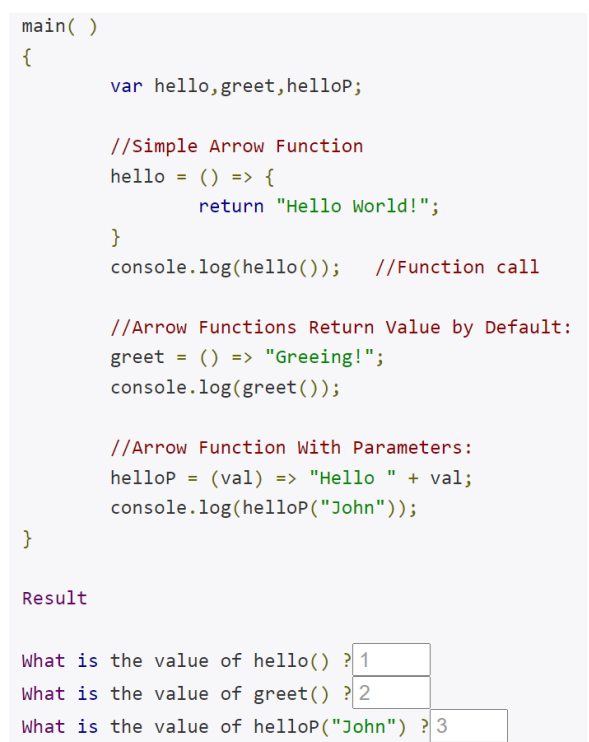 main( )
{
var hello,greet,helloP;
//Simple Arrow Function
hello = () => {
return "Hello World!";
}
console.log(hello()); //Function call
//Arrow Functions Return Value by Default:
greet = () => "Greeing!";
console.log(greet());
//Arrow Function With Parameters:
helloP = (val) => "Hello " + val;
console.log(helloP("John"));
}
Result
What is the value of hello() ? 1
What is the value of greet() ? 2
What is the value of helloP("John") ? 3